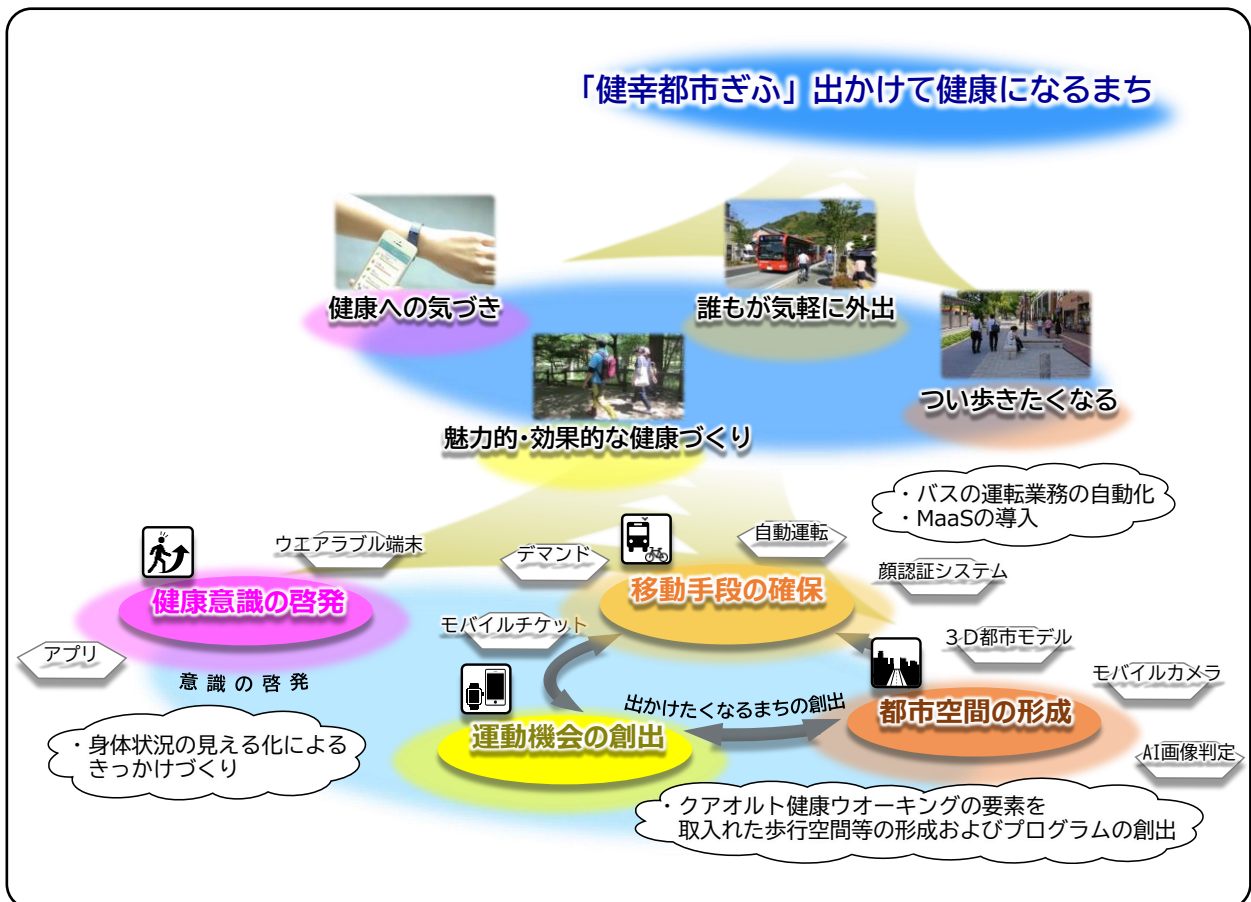 「健幸都市ぎふ」出かけて健康になるまち
健康への気づき
誰もが気軽に外出
つい歩きたくなる
魅力的・効果的な健康づくり
・バスの運転業務の自動化
・MaaSの導入
ウエアラブル端末
デマンド
自動運転
顔認証システム
健康意識の啓発
移動手段の確保
モバイルチケット
3D都市モデル
アプリ
モバイルカメラ
意識の啓発
出かけたくなるまちの創出
都市空間の形成
運動機会の創出
AI画像判定
・身体状況の見える化による
きっかけづくり
・クアオルト健康ウオーキングの要素を
取入れた歩行空間等の形成およびプログラムの創出